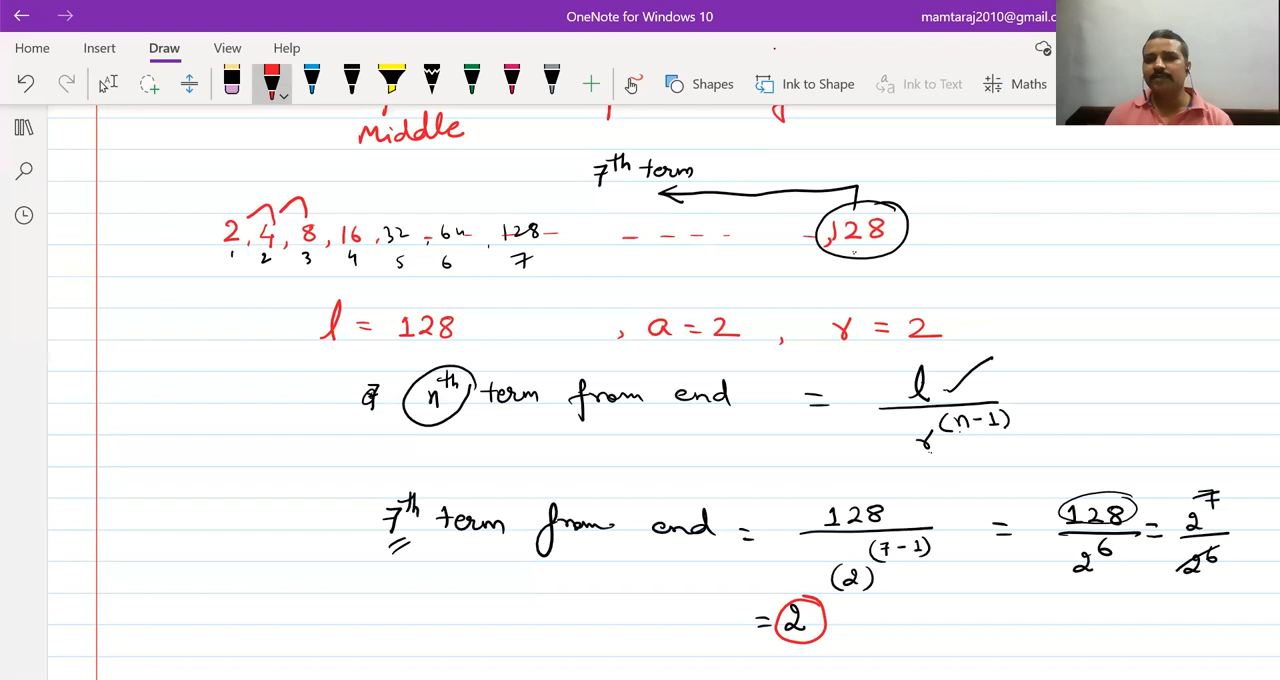 OneNote for Windows 10
mamtaraj2010@gmail.c
Home Insert Draw View Help
Shapes Ink to Shape Ink to Text Maths
Middle
7th term
2, 4, 8, 16, 32, 64, 128 - - - - - - ,128
1 2 3 4 5 6 7
l = 128 , a = 2 , r = 2
nth term from end = l / r^(n-1)
7th term from end = 128 / (2)^(7-1) = 128 / 2^6 = 2^7 / 2^6
= 2